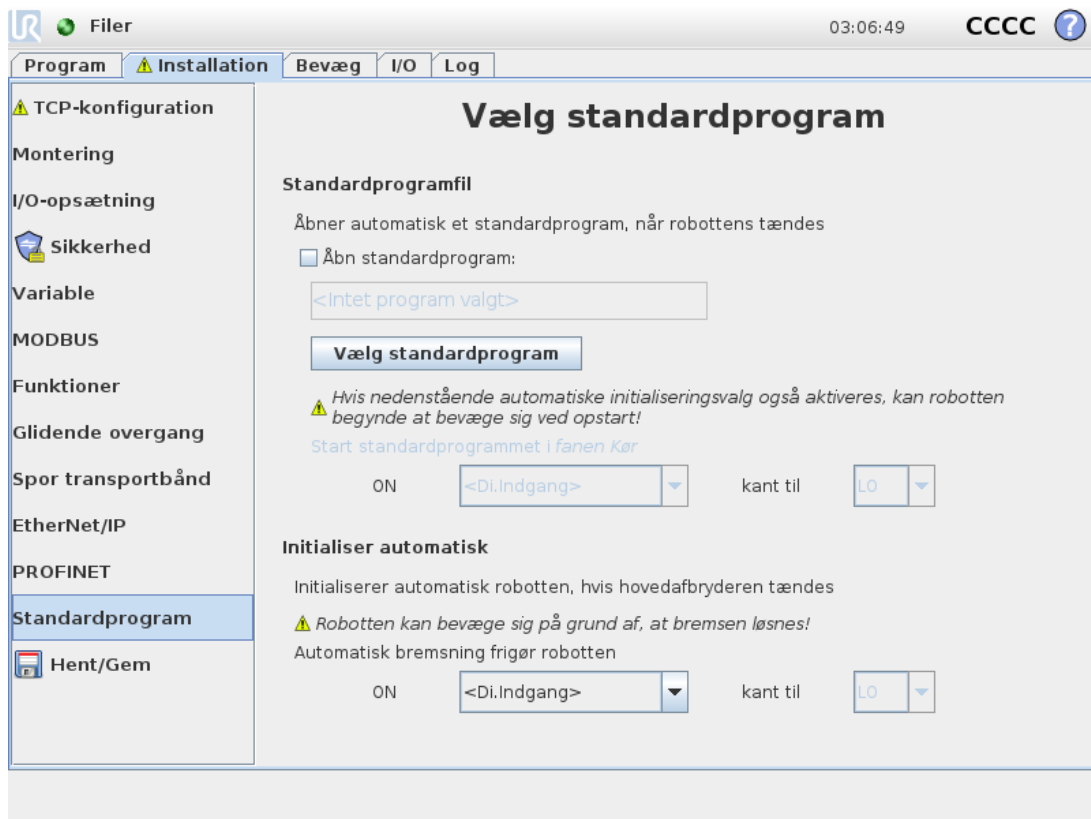 UR
Filer
03:06:49
CCCC
?
Program
Installation
Bevæg
I/O
Log
TCP-konfiguration
Montering
I/O-opsætning
Sikkerhed
Variable
MODBUS
Funktioner
Glidende overgang
Spor transportbånd
EtherNet/IP
PROFINET
Standardprogram
Hent/Gem
Vælg standardprogram
Standardprogramfil
Åbner automatisk et standardprogram, når robottens tændes
Åbn standardprogram:
<Intet program valgt>
Vælg standardprogram
Hvis nedenstående automatiske initialiseringsvalg også aktiveres, kan robotten
begynde at bevæge sig ved opstart!
Start standardprogrammet i fanen Kør
ON <Di.Indgang> kant til LO
Initialiser automatisk
Initialiserer automatisk robotten, hvis hovedafbryderen tændes
Robotten kan bevæge sig på grund af, at bremsen løsnes!
Automatisk bremsning frigør robotten
ON <Di.Indgang> kant til LO